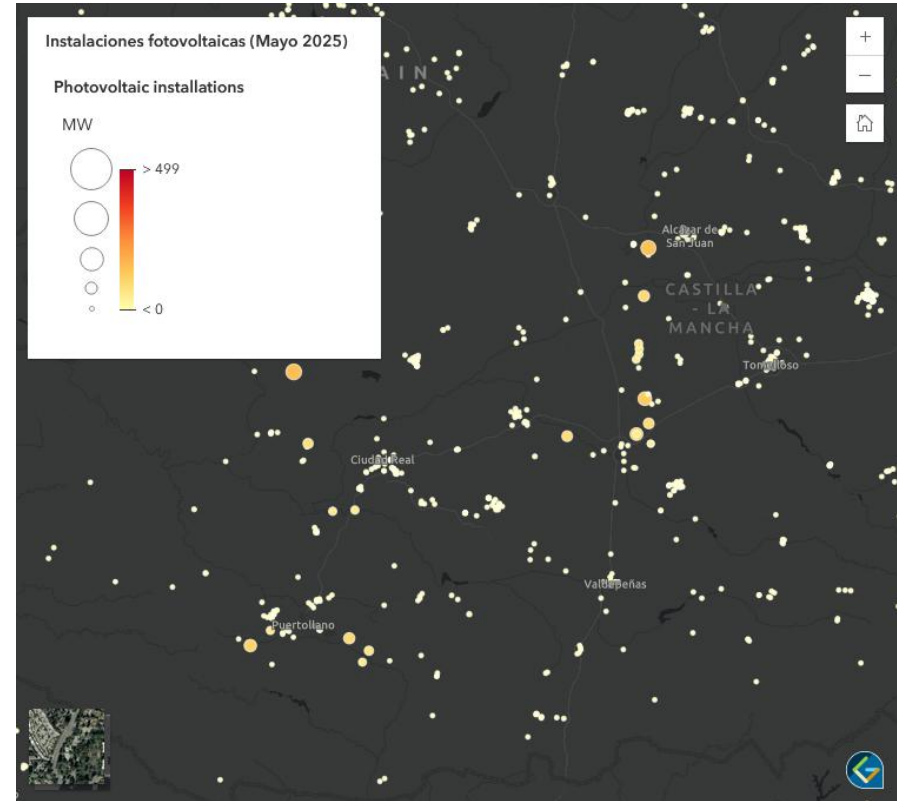 Instalaciones fotovoltaicas (Mayo 2025)
Photovoltaic installations
MW
> 499
< 0
AIN
Alcázar de
San Juan
CASTILLA
- LA
MANCHA
Tomelloso
Ciudad Real
Valdepeñas
Puertollano